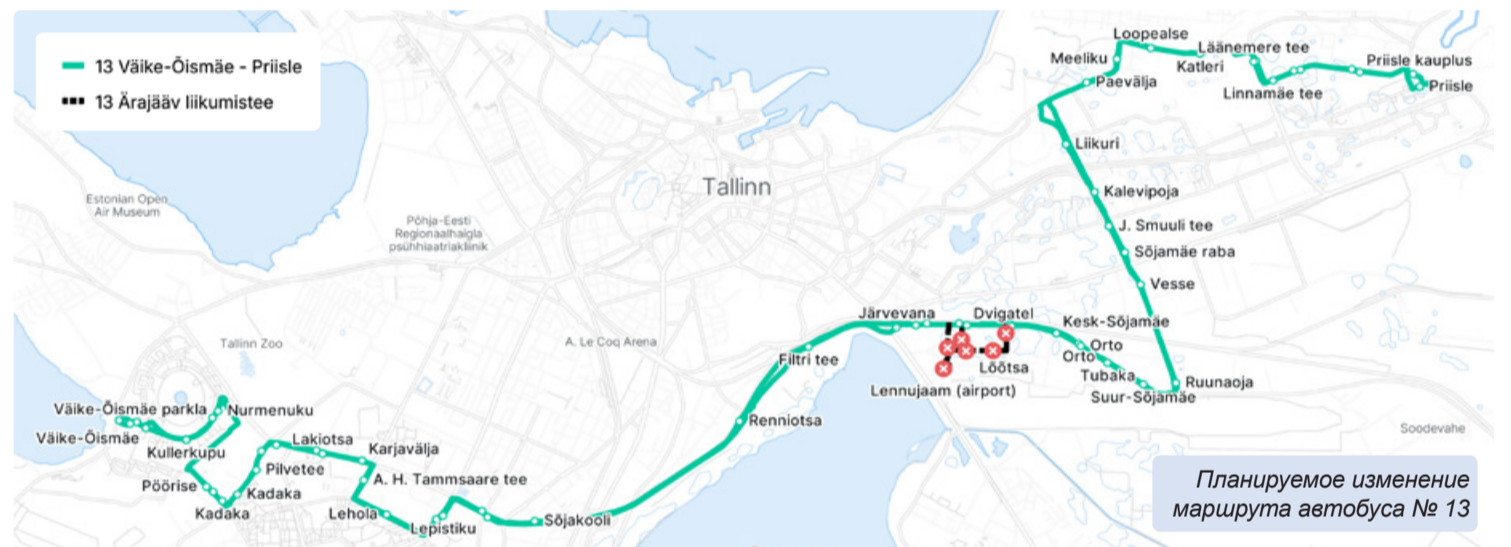 13 Väike-Õismäe - Priisle
13 Ärajääv liikumistee
Loopealse
Läänemere tee
Meeliku
Katleri
Priisle kauplus
Paevälja
Linnamäe tee
Priisle
Liikuri
Tallinn
Kalevipoja
Estonian Open
Air Museum
Põhja-Eesti
Regionaalhaigla
psühhiaatriakliinik
J. Smuuli tee
Sõjamäe raba
Vesse
Järvevana
Dvigatel
Kesk-Sõjamäe
Tallinn Zoo
A. Le Coq Arena
Orto
Filtri tee
Orto
Lõõtsa
Tubaka
Ruunaoja
Lennujaam (airport)
Suur-Sõjamäe
Väike-Õismäe parkla
Nurmenuku
Renniotsa
Soodevahe
Väike-Õismäe
Lakiotsa
Karjavälja
Kullerkupu
Pilvetee
A. H. Tammsaare tee
Pöörise
Kadaka
Kadaka
Lehola
Lepistiku
Sõjakooli
Планируемое изменение
маршрута автобуса № 13